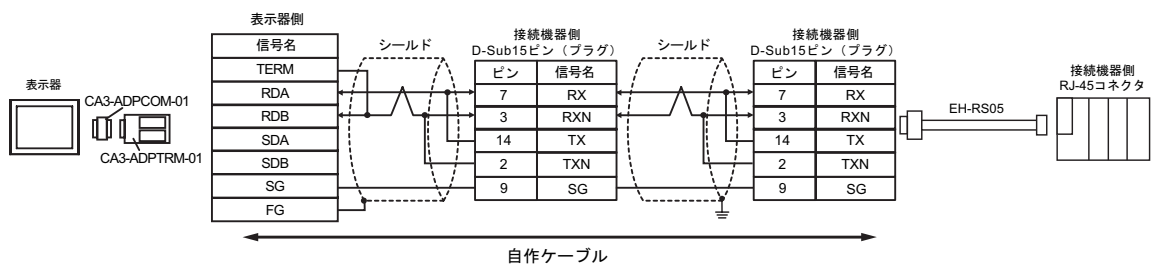 表示器側
接続機器側
D-Sub15ピン（プラグ）
接続機器側
D-Sub15ピン（プラグ）
接続機器側
RJ-45コネクタ
表示器
CA3-ADPCOM-01
CA3-ADPTRM-01
信号名
TERM
RDA
RDB
SDA
SDB
SG
FG
シールド
ピン 信号名
7 RX
3 RXN
14 TX
2 TXN
9 SG
シールド
ピン 信号名
7 RX
3 RXN
14 TX
2 TXN
9 SG
EH-RS05
自作ケーブル